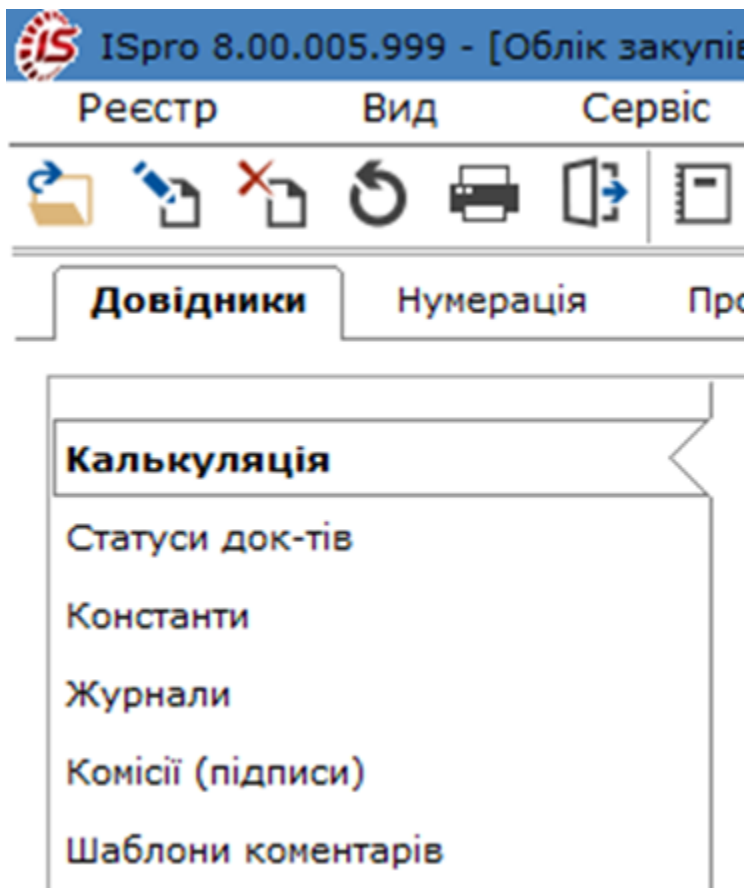 IS ISpro 8.00.005.999 - [Облік закупів
Реєстр Вид Сервіс
Довідники Нумерація Про
Калькуляція
Статуси док-тів
Константи
Журнали
Комісії (підписи)
Шаблони коментарів